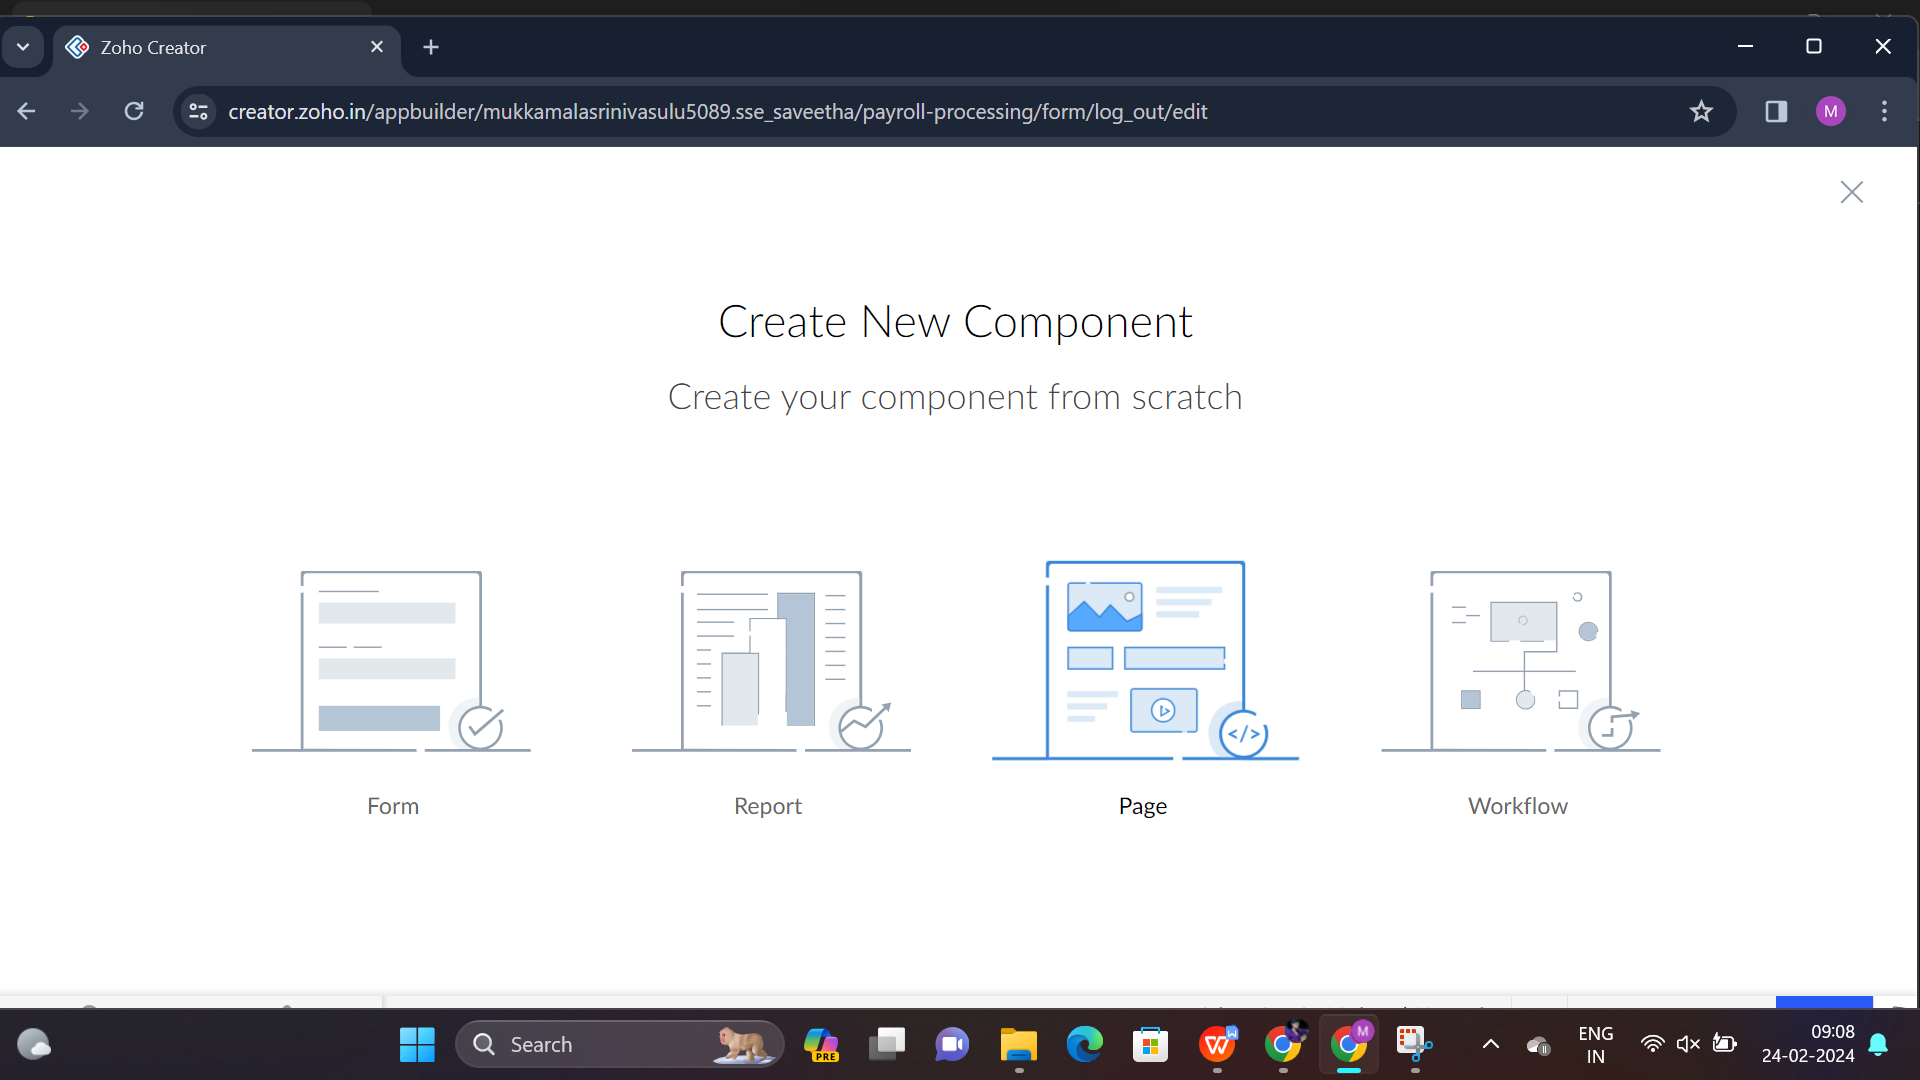 Zoho Creator
creator.zoho.in/appbuilder/mukkamalasrinivasulu5089.sse_saveetha/payroll-processing/form/log_out/edit
M
Create New Component
Create your component from scratch
</>
Form
Report
Page
Workflow
Search
PRE
W
M
ENG
IN
09:08
24-02-2024